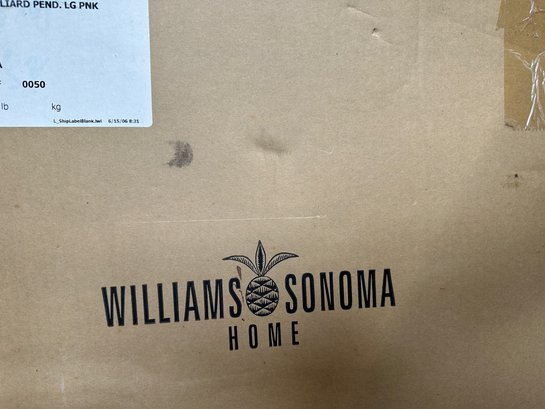 LIARD PEND. LG PNK
A
0050
lb kg
L_ShipLabelBlank.lwl 6/15/06 8:31
WILLIAMS SONOMA
HOME